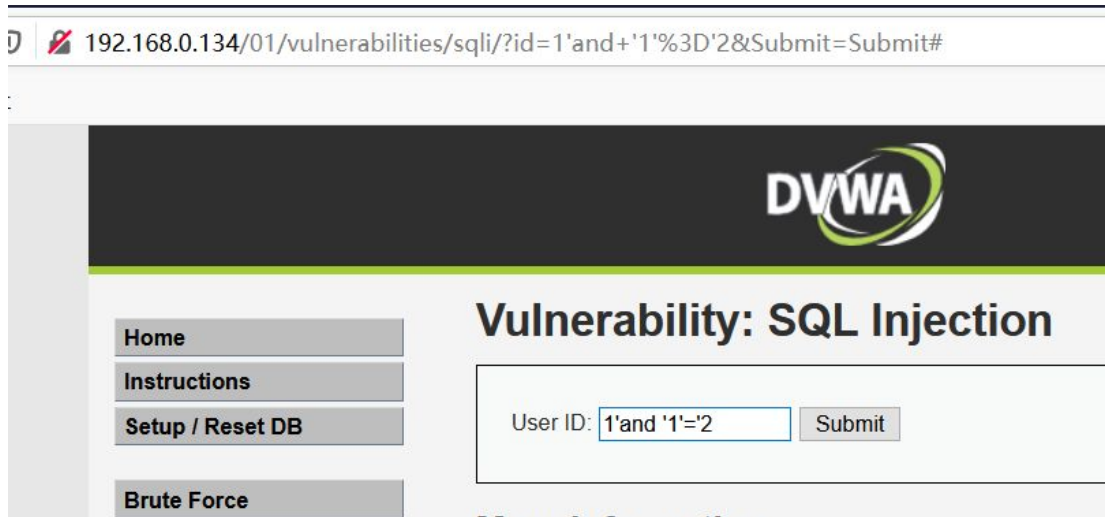 192.168.0.134/01/vulnerabilities/sqli/?id=1'and+'1'%3D'2&Submit=Submit#
DVWA
Vulnerability: SQL Injection
Home
Instructions
Setup / Reset DB
User ID: 1'and '1'='2 Submit
Brute Force